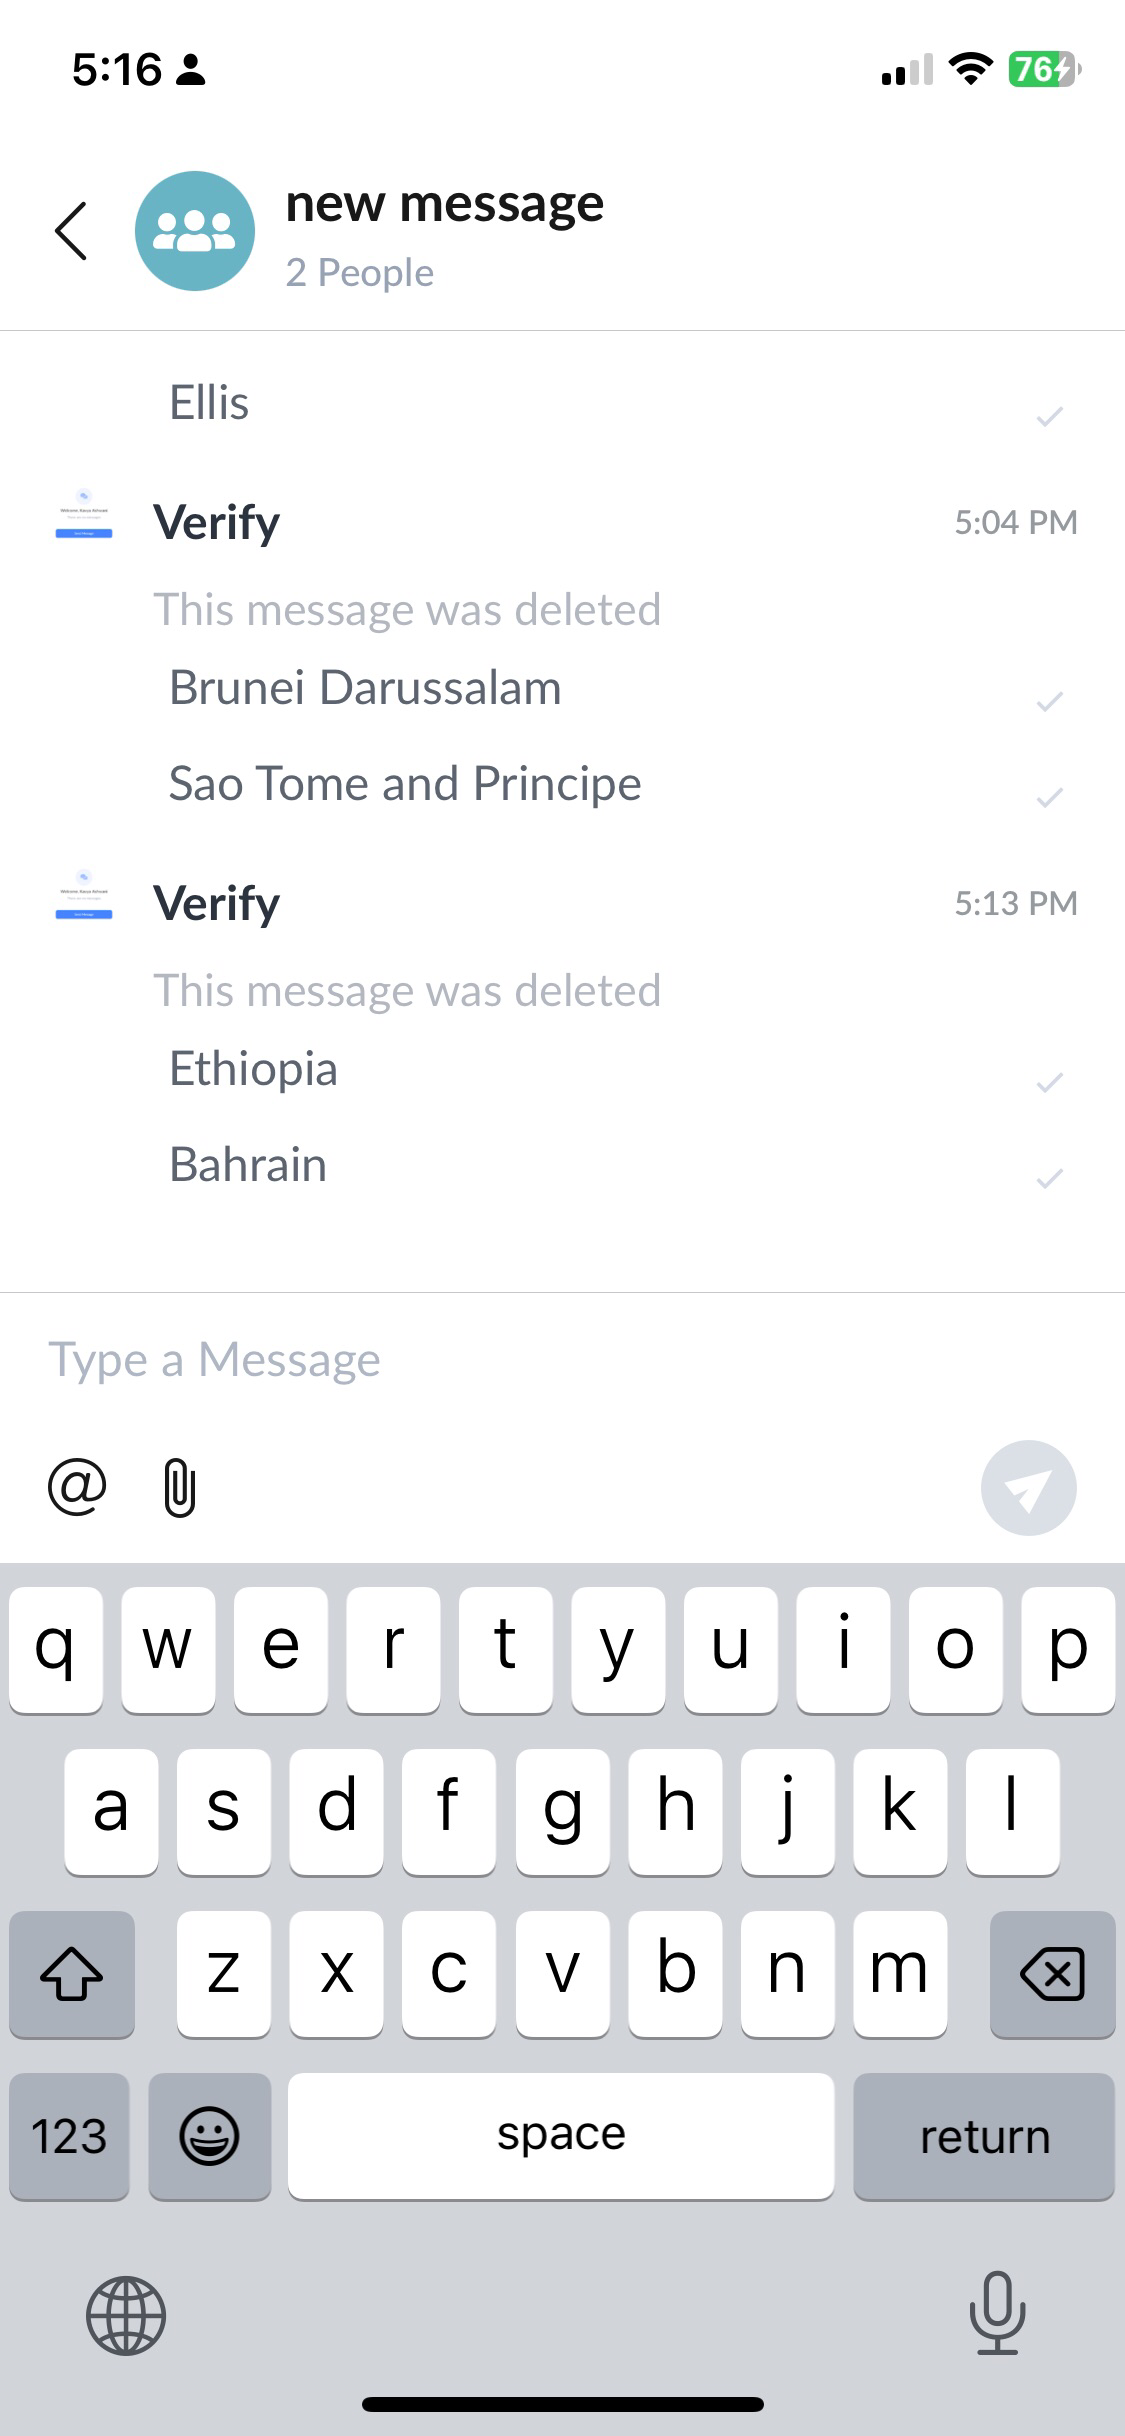 5:16
76
new message
2 People
Ellis
Verify
5:04 PM
This message was deleted
Brunei Darussalam
Sao Tome and Principe
Verify
5:13 PM
This message was deleted
Ethiopia
Bahrain
Type a Message
@
q w e r t y u i o p
a s d f g h j k l
z x c v b n m
123 space return